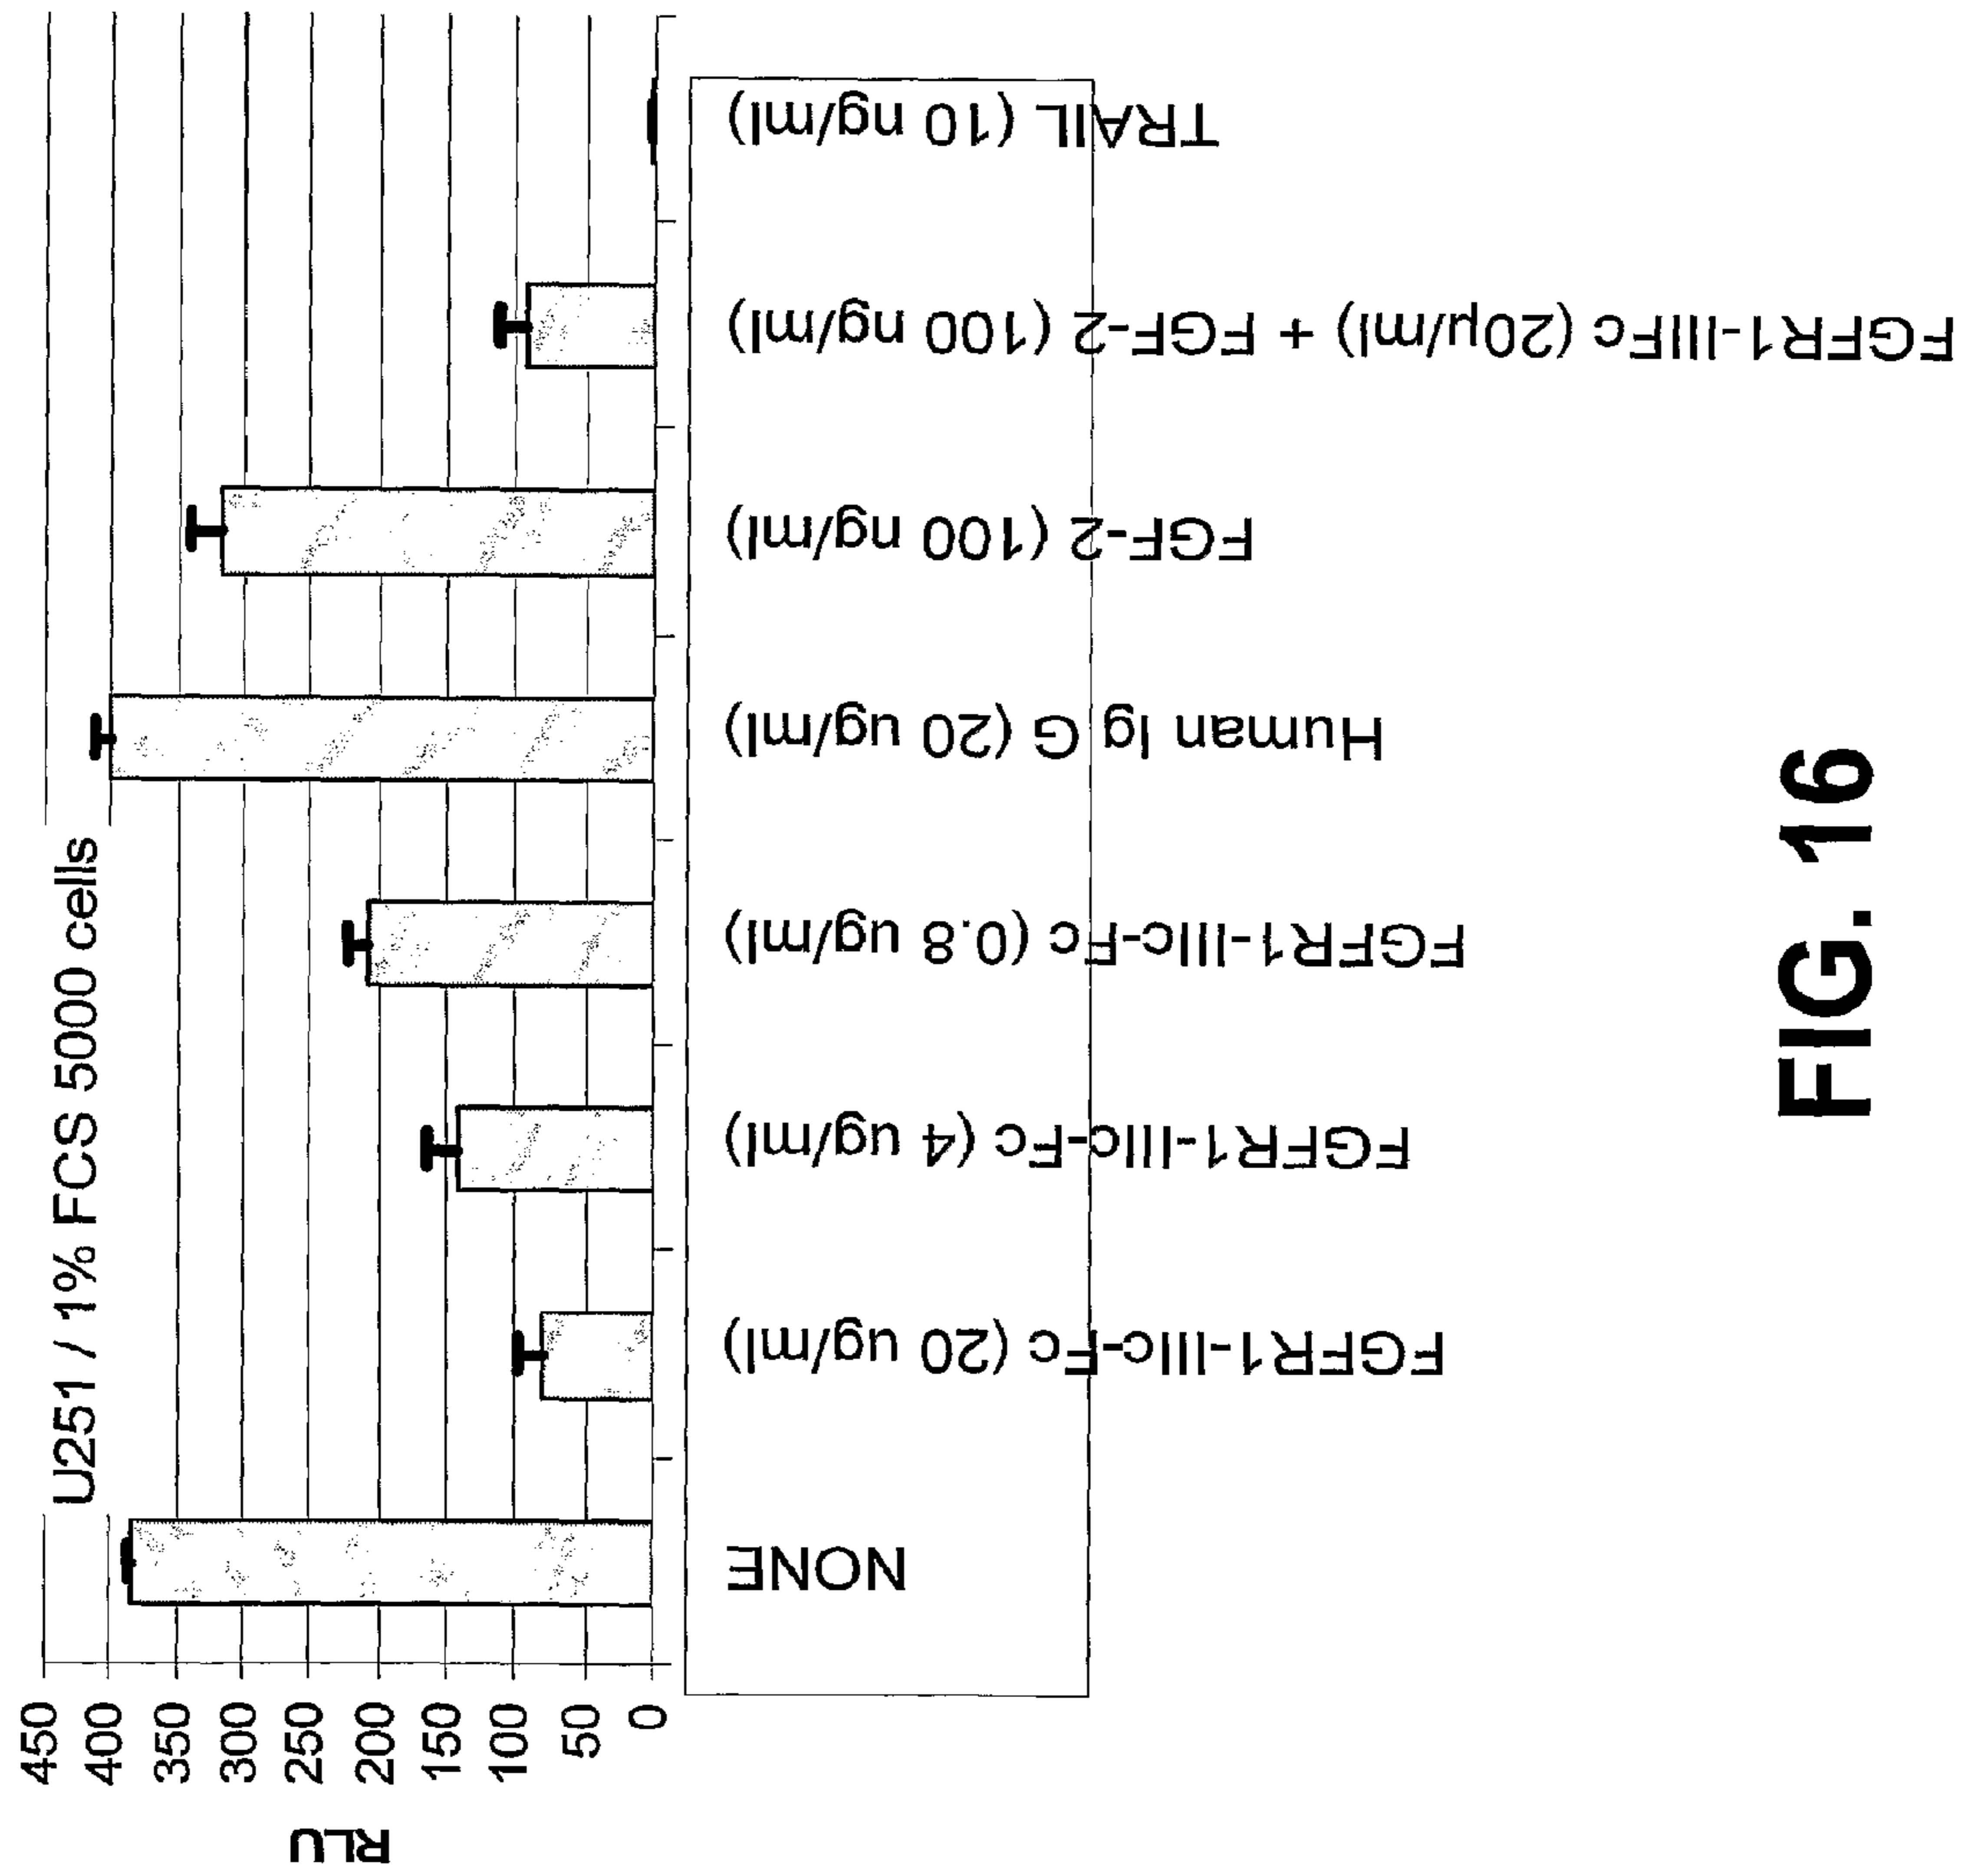 U251 / 1% FCS 5000 cells
RLU
450
400
350
300
250
200
150
100
50
0
NONE
FGFR1-IIIc-Fc (20 ug/ml)
FGFR1-IIIc-Fc (4 ug/ml)
FGFR1-IIIc-Fc (0.8 ug/ml)
Human Ig G (20 ug/ml)
FGF-2 (100 ng/ml)
FGFR1-IIIFc (20µ/ml) + FGF-2 (100 ng/ml)
TRAIL (10 ng/ml)
FIG. 16